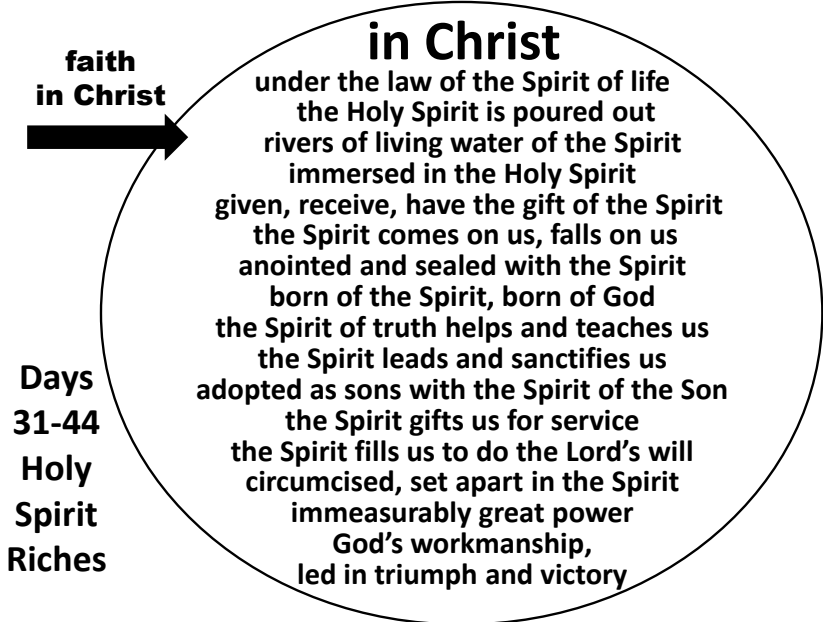 faith
in Christ
in Christ
under the law of the Spirit of life
the Holy Spirit is poured out
rivers of living water of the Spirit
immersed in the Holy Spirit
given, receive, have the gift of the Spirit
the Spirit comes on us, falls on us
anointed and sealed with the Spirit
born of the Spirit, born of God
the Spirit of truth helps and teaches us
the Spirit leads and sanctifies us
adopted as sons with the Spirit of the Son
the Spirit gifts us for service
the Spirit fills us to do the Lord's will
circumcised, set apart in the Spirit
immeasurably great power
God's workmanship,
led in triumph and victory
Days
31-44
Holy
Spirit
Riches